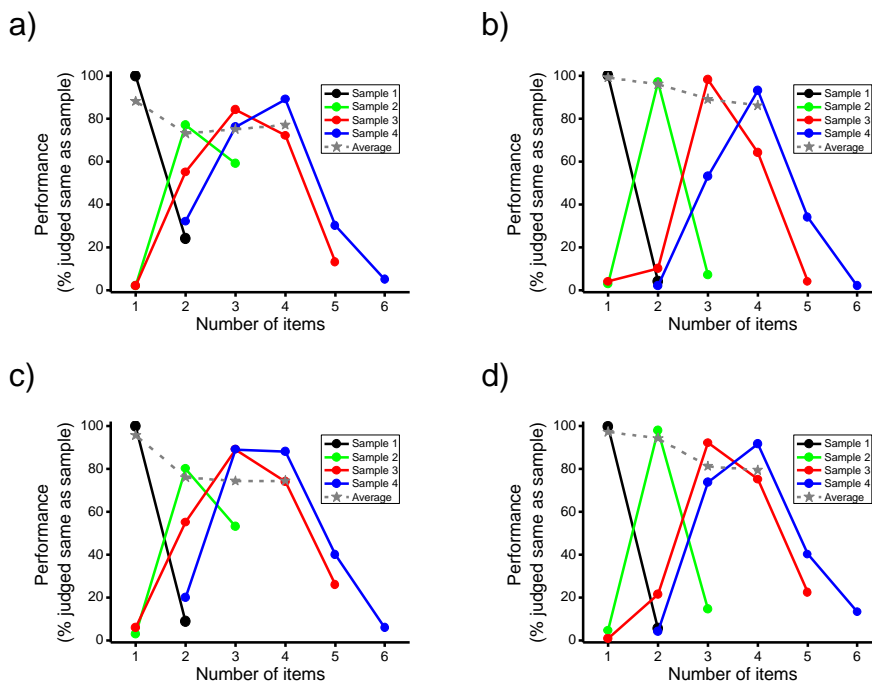 a)
100
80
60
40
20
0
Performance
(% judged same as sample)
Sample 1
Sample 2
Sample 3
Sample 4
Average
1 2 3 4 5 6
Number of items
b)
100
80
60
40
20
0
Performance
(% judged same as sample)
Sample 1
Sample 2
Sample 3
Sample 4
Average
1 2 3 4 5 6
Number of items
c)
100
80
60
40
20
0
Performance
(% judged same as sample)
Sample 1
Sample 2
Sample 3
Sample 4
Average
1 2 3 4 5 6
Number of items
d)
100
80
60
40
20
0
Performance
(% judged same as sample)
Sample 1
Sample 2
Sample 3
Sample 4
Average
1 2 3 4 5 6
Number of items